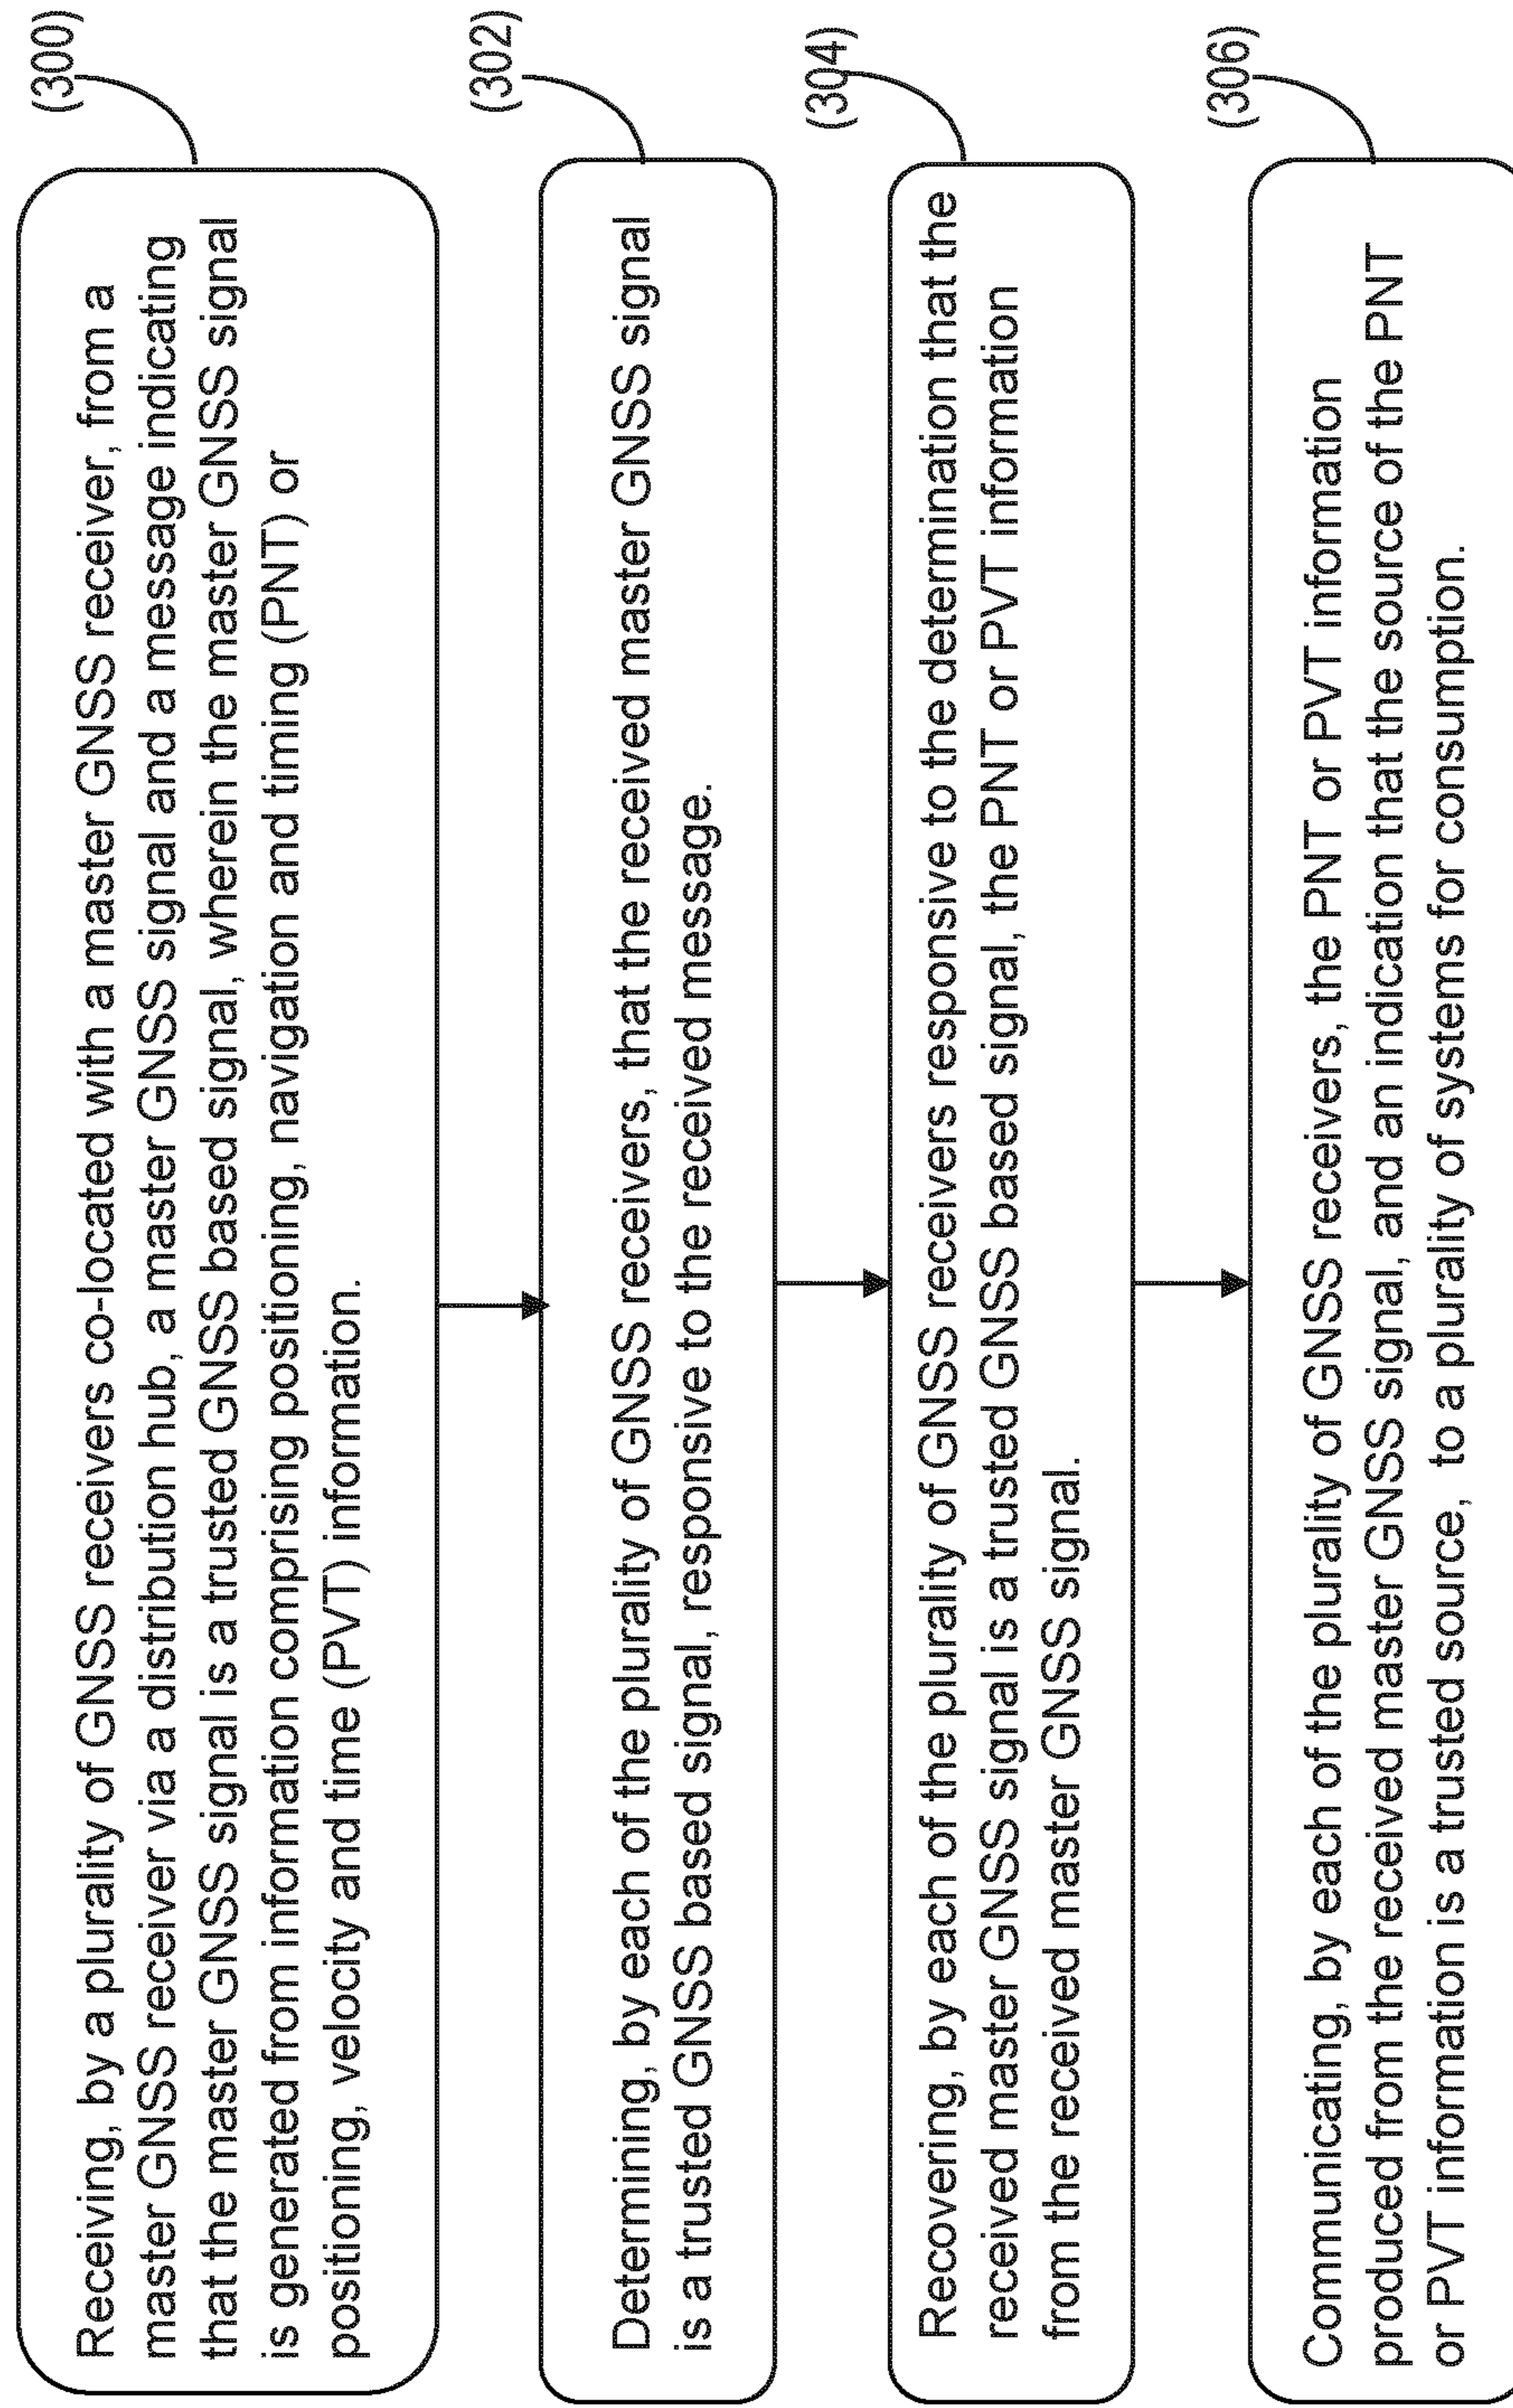 (300)
Receiving, by a plurality of GNSS receivers co-located with a master GNSS receiver, from a
master GNSS receiver via a distribution hub, a master GNSS signal and a message indicating
that the master GNSS signal is a trusted GNSS based signal, wherein the master GNSS signal
is generated from information comprising positioning, navigation and timing (PNT) or
positioning, velocity and time (PVT) information.
(302)
Determining, by each of the plurality of GNSS receivers, that the received master GNSS signal
is a trusted GNSS based signal, responsive to the received message.
(304)
Recovering, by each of the plurality of GNSS receivers responsive to the determination that the
received master GNSS signal is a trusted GNSS based signal, the PNT or PVT information
from the received master GNSS signal.
(306)
Communicating, by each of the plurality of GNSS receivers, the PNT or PVT information
produced from the received master GNSS signal, and an indication that the source of the PNT
or PVT information is a trusted source, to a plurality of systems for consumption.